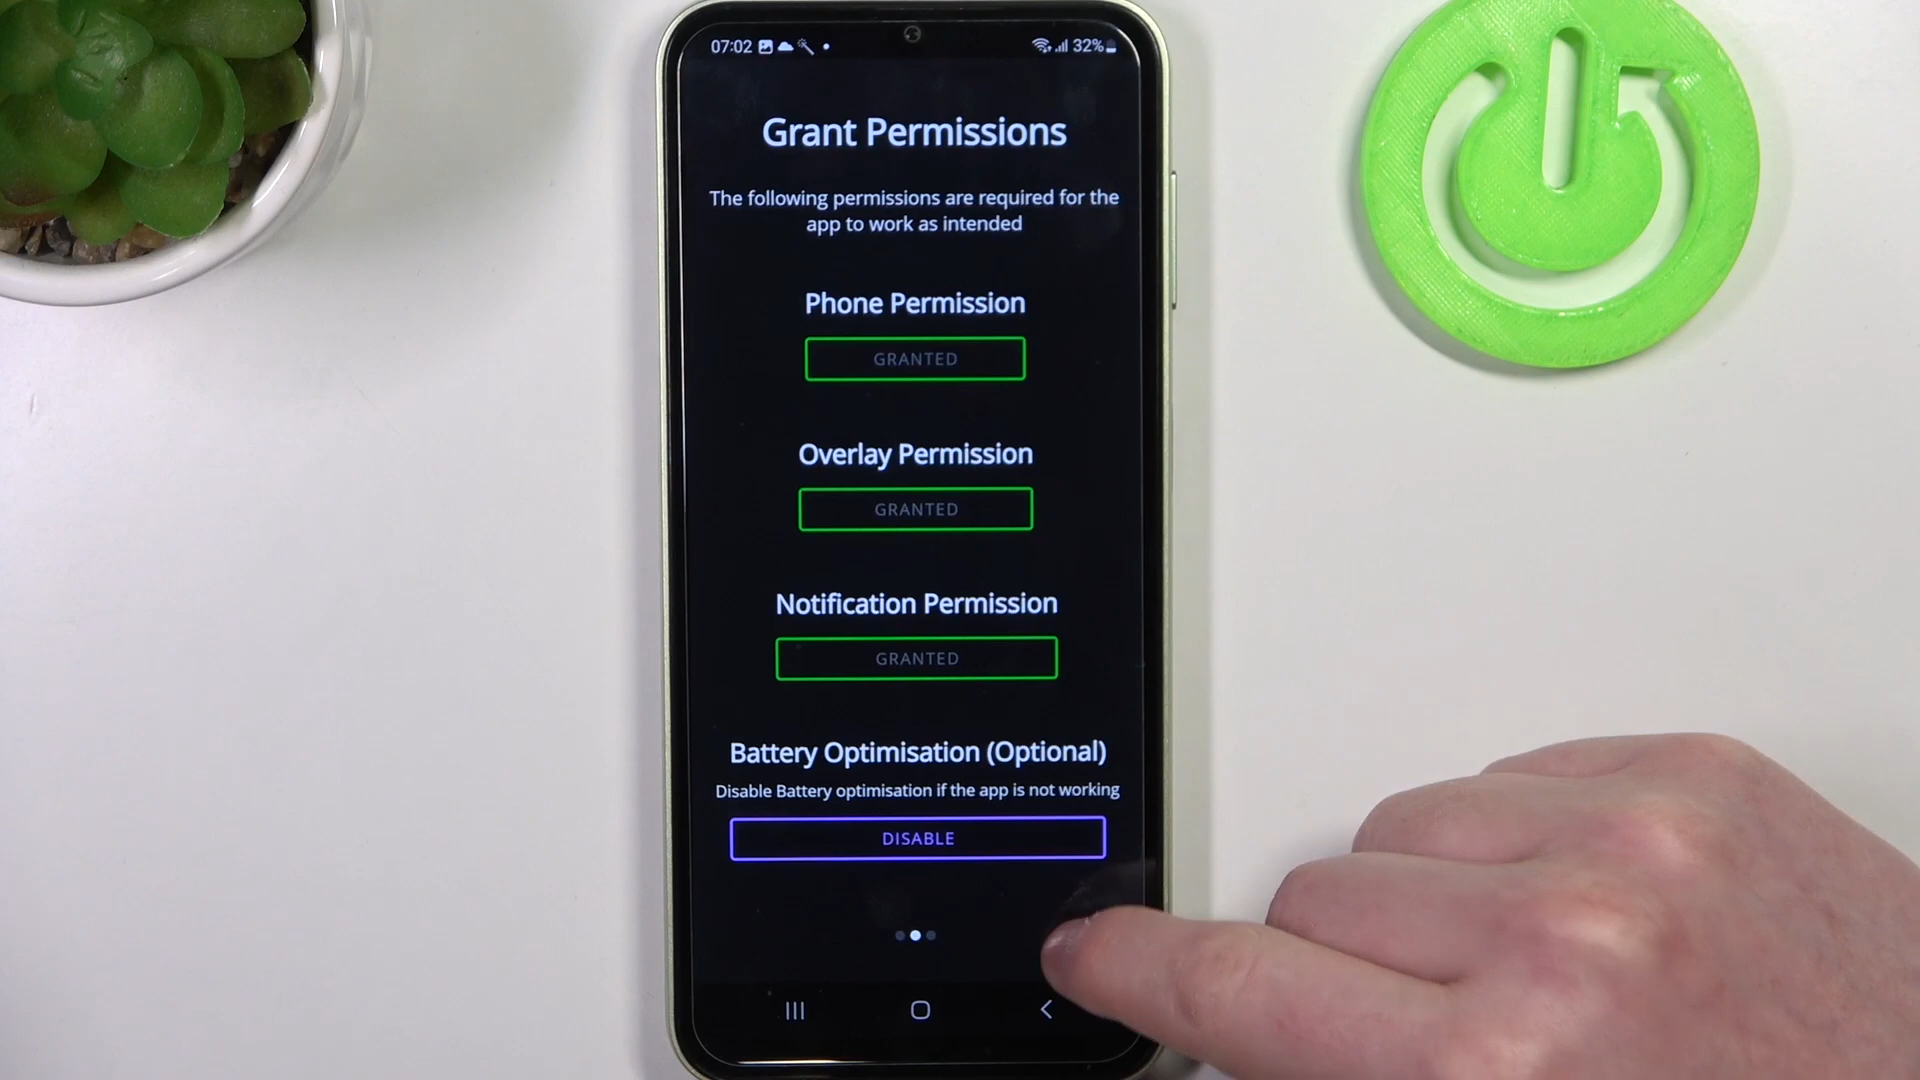 07:02
32%
Grant Permissions
The following permissions are required for the
app to work as intended
Phone Permission
GRANTED
Overlay Permission
GRANTED
Notification Permission
GRANTED
Battery Optimisation (Optional)
Disable Battery optimisation if the app is not working
DISABLE